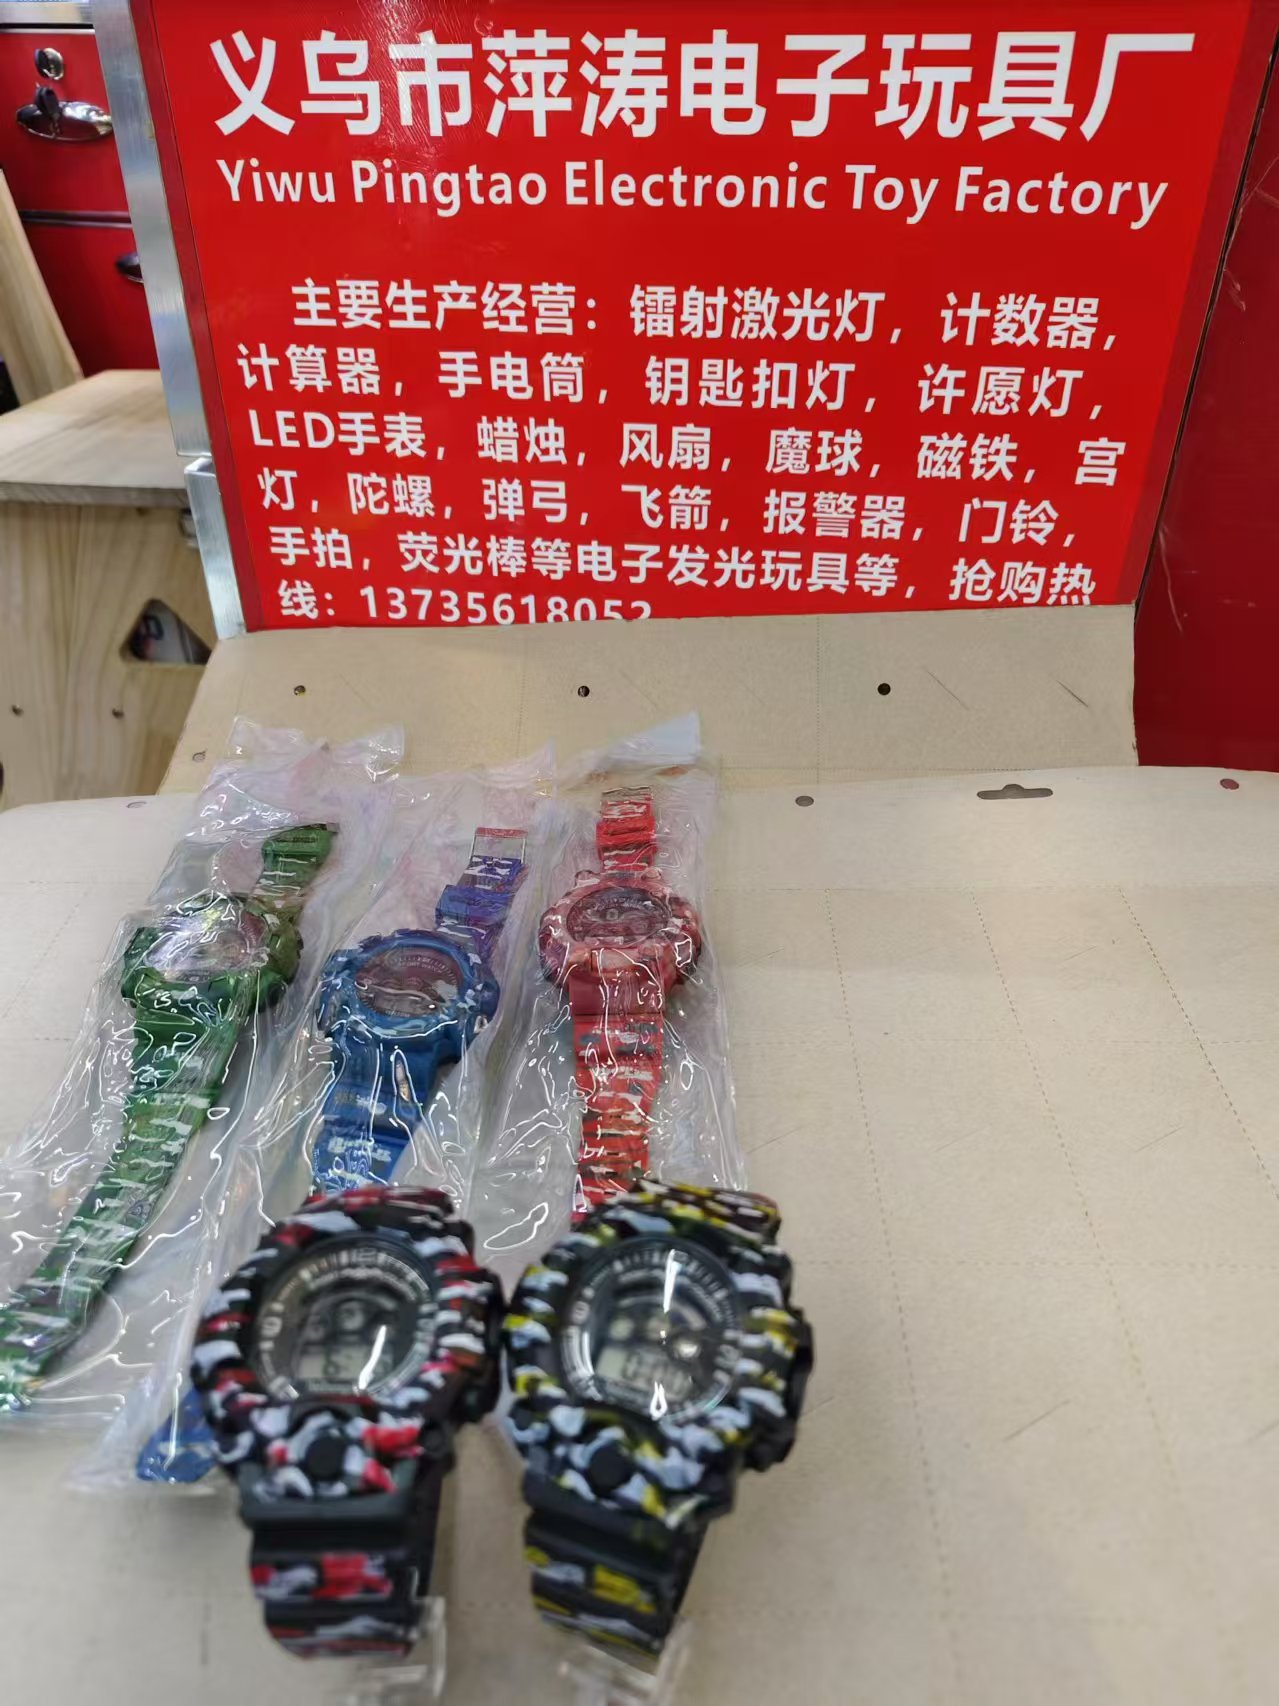 义乌市萍涛电子玩具厂
Yiwu Pingtao Electronic Toy Factory
主要生产经营：镭射激光灯，计数器，
计算器，手电筒，钥匙扣灯，许愿灯，
LED手表，蜡烛，风扇，魔球，磁铁，宫
灯，陀螺，弹弓，飞箭，报警器，门铃，
手拍，荧光棒等电子发光玩具等，抢购热
线：13735618052